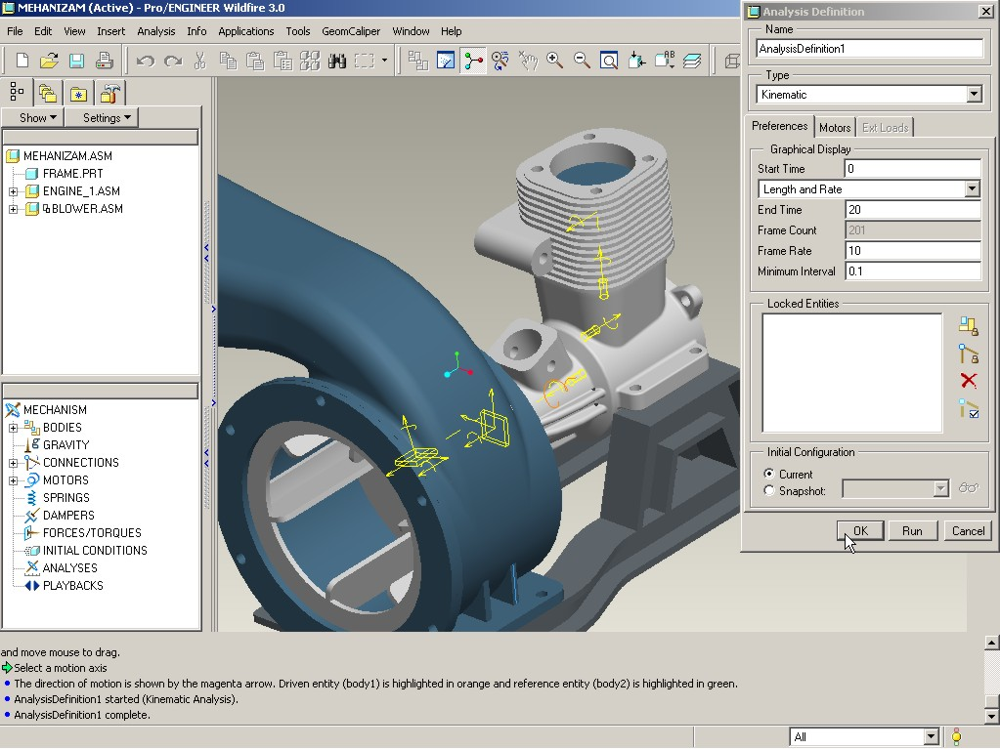 MEHANIZAM (Active) - Pro/ENGINEER Wildfire 3.0
File Edit View Insert Analysis Info Applications Tools GeomCaliper Window Help
Show Settings
MEHANIZAM.ASM
FRAME.PRT
ENGINE_1.ASM
BLOWER.ASM
MECHANISM
BODIES
GRAVITY
CONNECTIONS
MOTORS
SPRINGS
DAMPERS
FORCES/TORQUES
INITIAL CONDITIONS
ANALYSES
PLAYBACKS
Analysis Definition
Name
AnalysisDefinition1
Type
Kinematic
Preferences Motors Ext Loads
Graphical Display
Start Time 0
Length and Rate
End Time 20
Frame Count 201
Frame Rate 10
Minimum Interval 0.1
Locked Entities
Initial Configuration
Current
Snapshot:
OK Run Cancel
and move mouse to drag.
Select a motion axis
• The direction of motion is shown by the magenta arrow. Driven entity (body1) is highlighted in orange and reference entity (body2) is highlighted in green.
• AnalysisDefinition1 started (Kinematic Analysis).
• AnalysisDefinition1 complete.
All